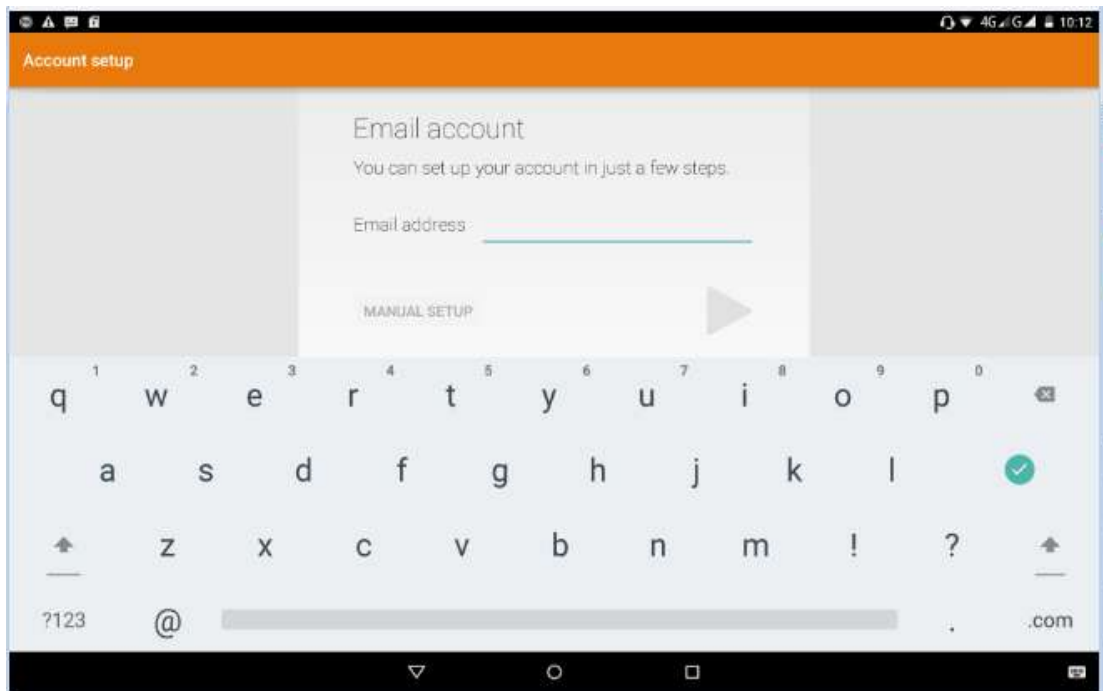 4G G 10:12
Account setup
Email account
You can set up your account in just a few steps.
Email address
MANUAL SETUP
1 2 3 4 5 6 7 8 9 0
q w e r t y u i o p
a s d f g h j k l
z x c v b n m ! ?
?123 @ . .com